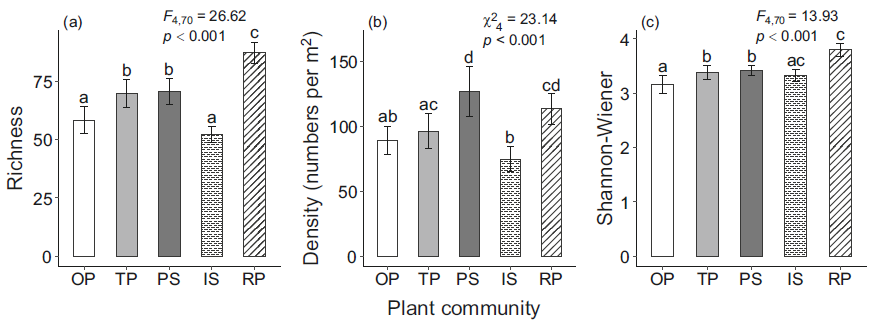 (a)
F4,70 = 26.62
p < 0.001
Richness
75
50
25
0
a
b
b
a
c
OP TP PS IS RP
(b)
χ²4 = 23.14
p < 0.001
Density (numbers per m²)
150
100
50
0
ab
ac
d
b
cd
OP TP PS IS RP
Plant community
(c)
F4,70 = 13.93
p < 0.001
Shannon-Wiener
4
3
2
1
0
a
b
b
ac
c
OP TP PS IS RP